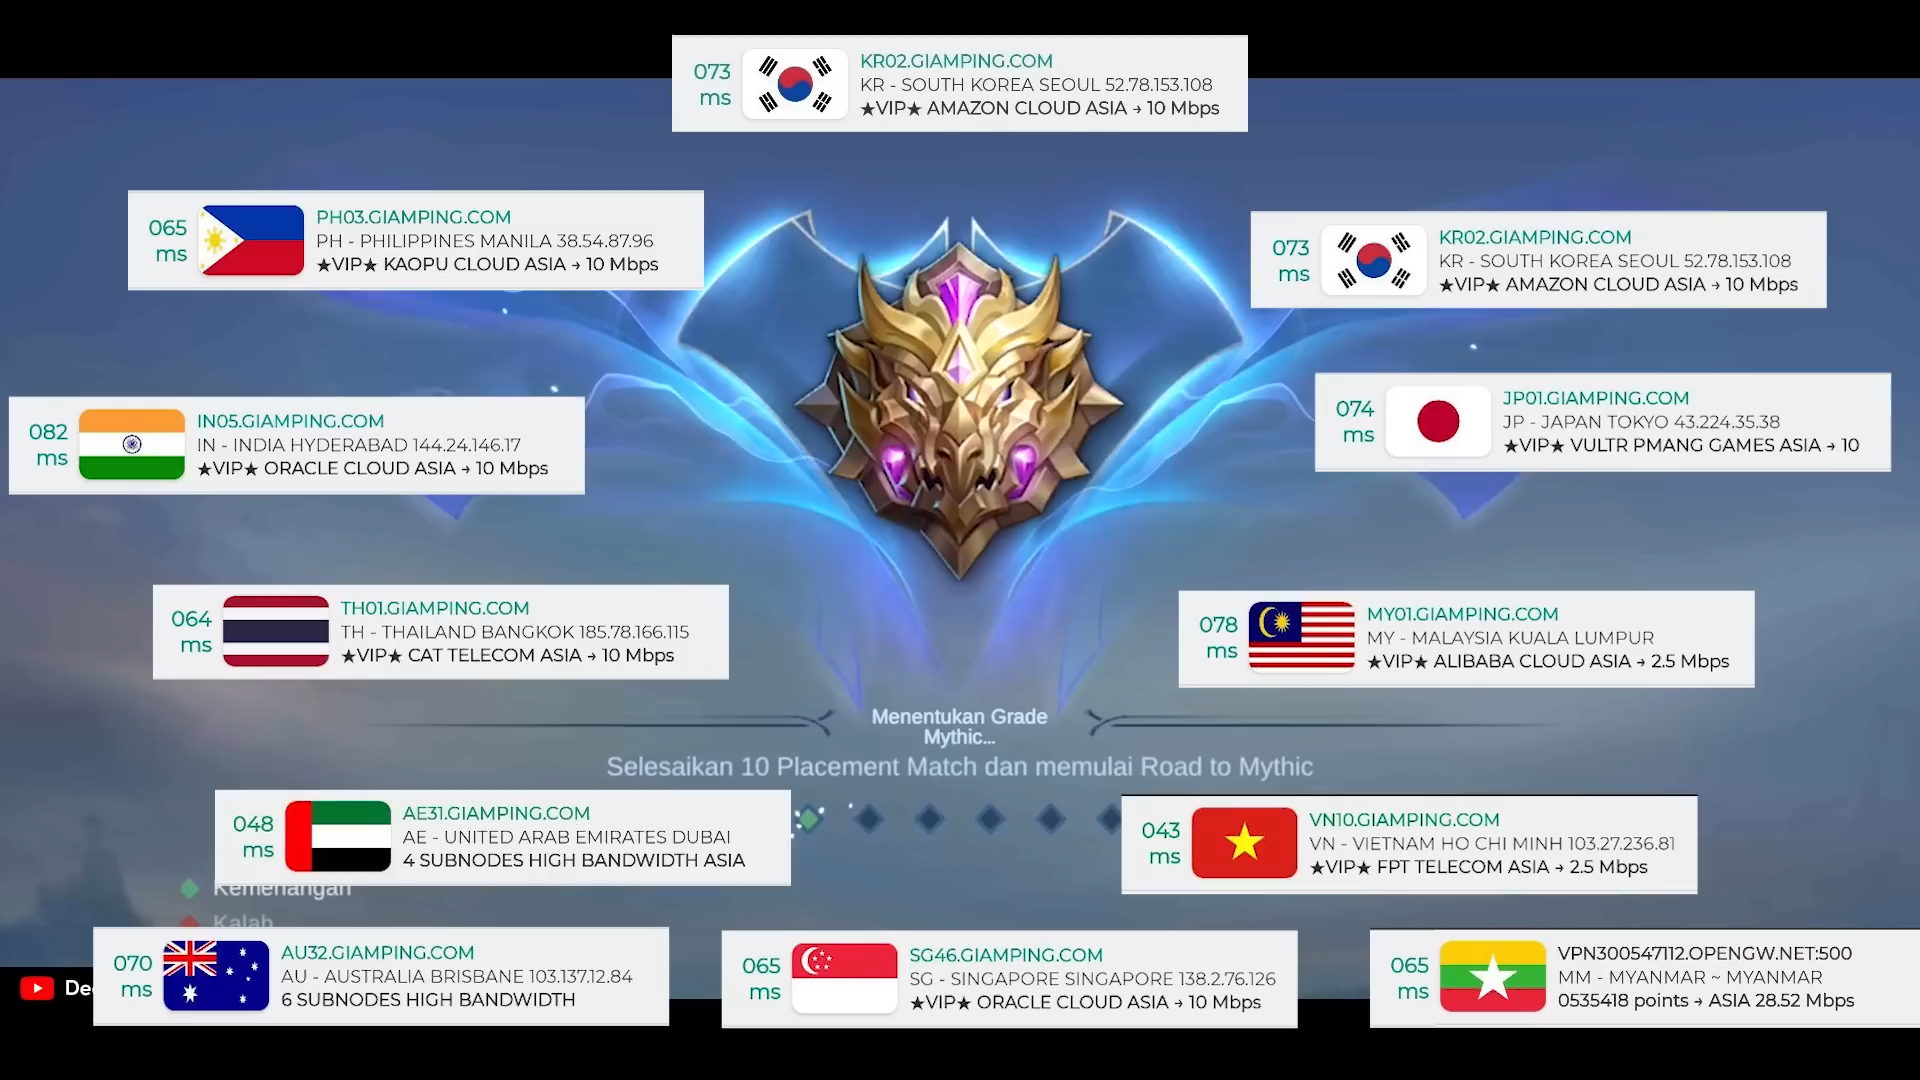 073
ms
KR02.GIAMPING.COM
KR - SOUTH KOREA SEOUL 52.78.153.108
★VIP★ AMAZON CLOUD ASIA → 10 Mbps
065
ms
PH03.GIAMPING.COM
PH - PHILIPPINES MANILA 38.54.87.96
★VIP★ KAOPU CLOUD ASIA → 10 Mbps
073
ms
KR02.GIAMPING.COM
KR - SOUTH KOREA SEOUL 52.78.153.108
★VIP★ AMAZON CLOUD ASIA → 10 Mbps
082
ms
IN05.GIAMPING.COM
IN - INDIA HYDERABAD 144.24.146.17
★VIP★ ORACLE CLOUD ASIA → 10 Mbps
074
ms
JP01.GIAMPING.COM
JP - JAPAN TOKYO 43.224.35.38
★VIP★ VULTR PMANG GAMES ASIA → 10
064
ms
TH01.GIAMPING.COM
TH - THAILAND BANGKOK 185.78.166.115
★VIP★ CAT TELECOM ASIA → 10 Mbps
078
ms
MY01.GIAMPING.COM
MY - MALAYSIA KUALA LUMPUR
★VIP★ ALIBABA CLOUD ASIA → 2.5 Mbps
Menentukan Grade
Mythic...
Selesaikan 10 Placement Match dan memulai Road to Mythic
048
ms
AE31.GIAMPING.COM
AE - UNITED ARAB EMIRATES DUBAI
4 SUBNODES HIGH BANDWIDTH ASIA
043
ms
VN10.GIAMPING.COM
VN - VIETNAM HO CHI MINH 103.27.236.81
★VIP★ FPT TELECOM ASIA → 2.5 Mbps
Kemenangan
Kalah
070
ms
AU32.GIAMPING.COM
AU - AUSTRALIA BRISBANE 103.137.12.84
6 SUBNODES HIGH BANDWIDTH
065
ms
SG46.GIAMPING.COM
SG - SINGAPORE SINGAPORE 138.2.76.126
★VIP★ ORACLE CLOUD ASIA → 10 Mbps
065
ms
VPN300547112.OPENGW.NET:500
MM - MYANMAR ~ MYANMAR
0535418 points → ASIA 28.52 Mbps